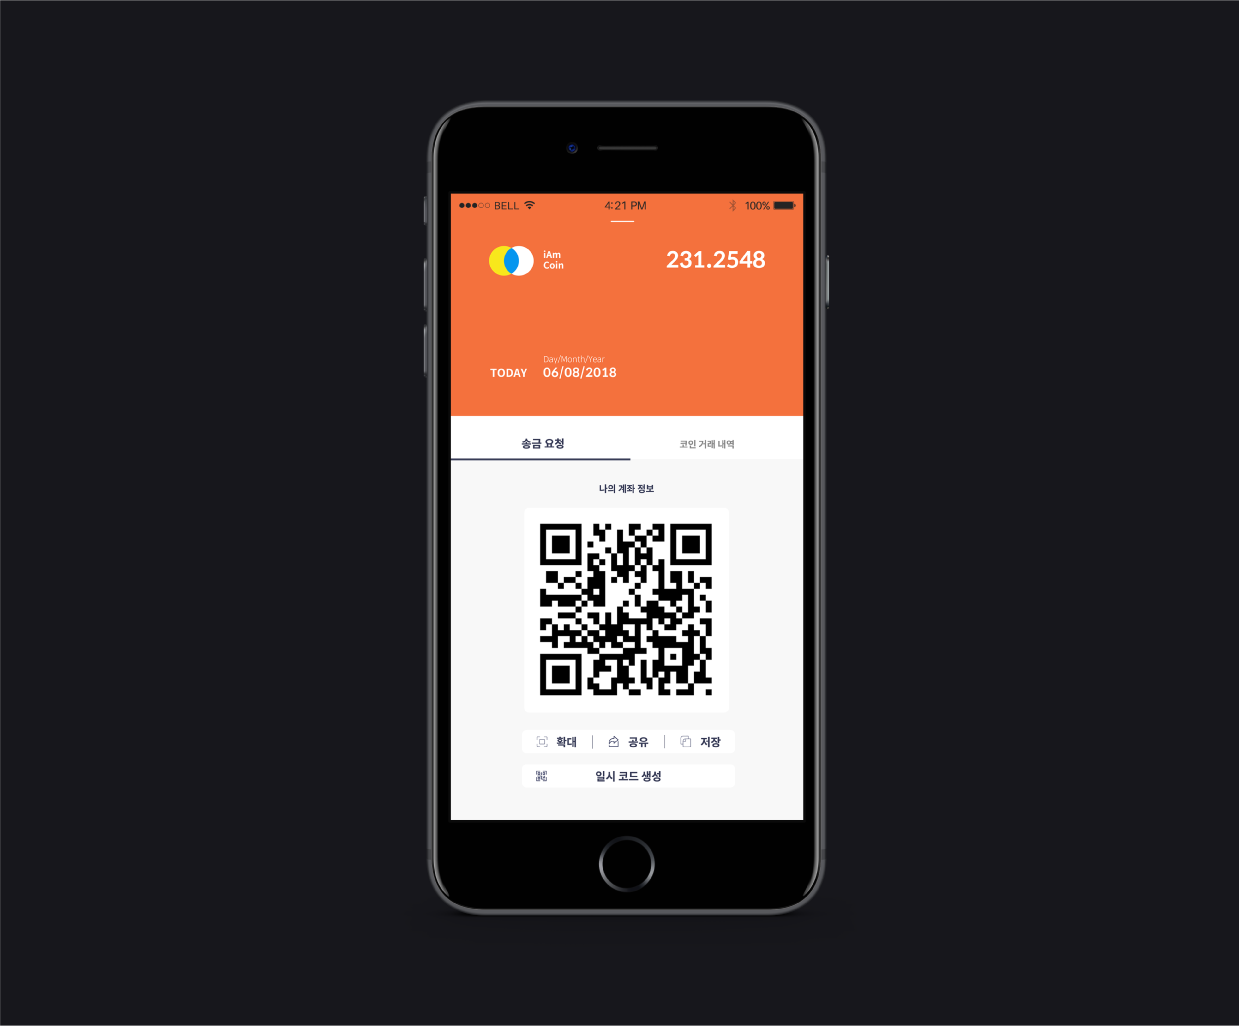 BELL 4:21 PM 100%
iAm
Coin
231.2548
Day/Month/Year
TODAY 06/08/2018
송금 요청 코인 거래 내역
나의 계좌 정보
확대 공유 저장
일시 코드 생성